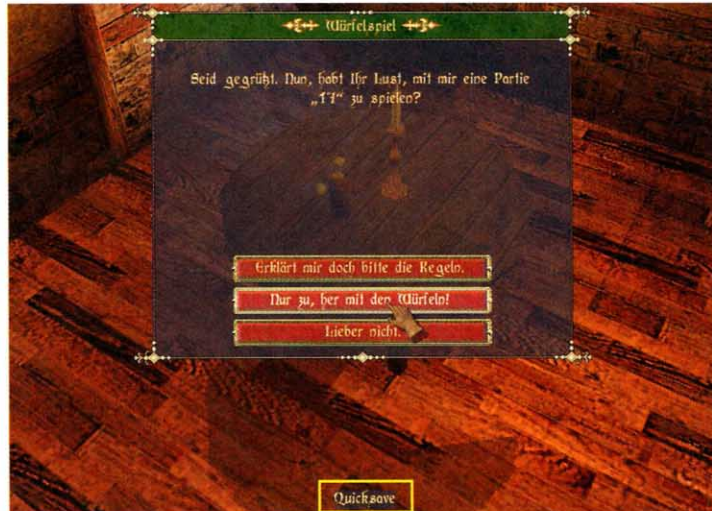 Würfelspiel
Seid gegrüßt. Nun, habt Ihr Lust, mit mir eine Partie
„17“ zu spielen?
Erklärt mir doch bitte die Regeln.
Nur zu, her mit den Würfeln!
Lieber nicht.
Quicksave